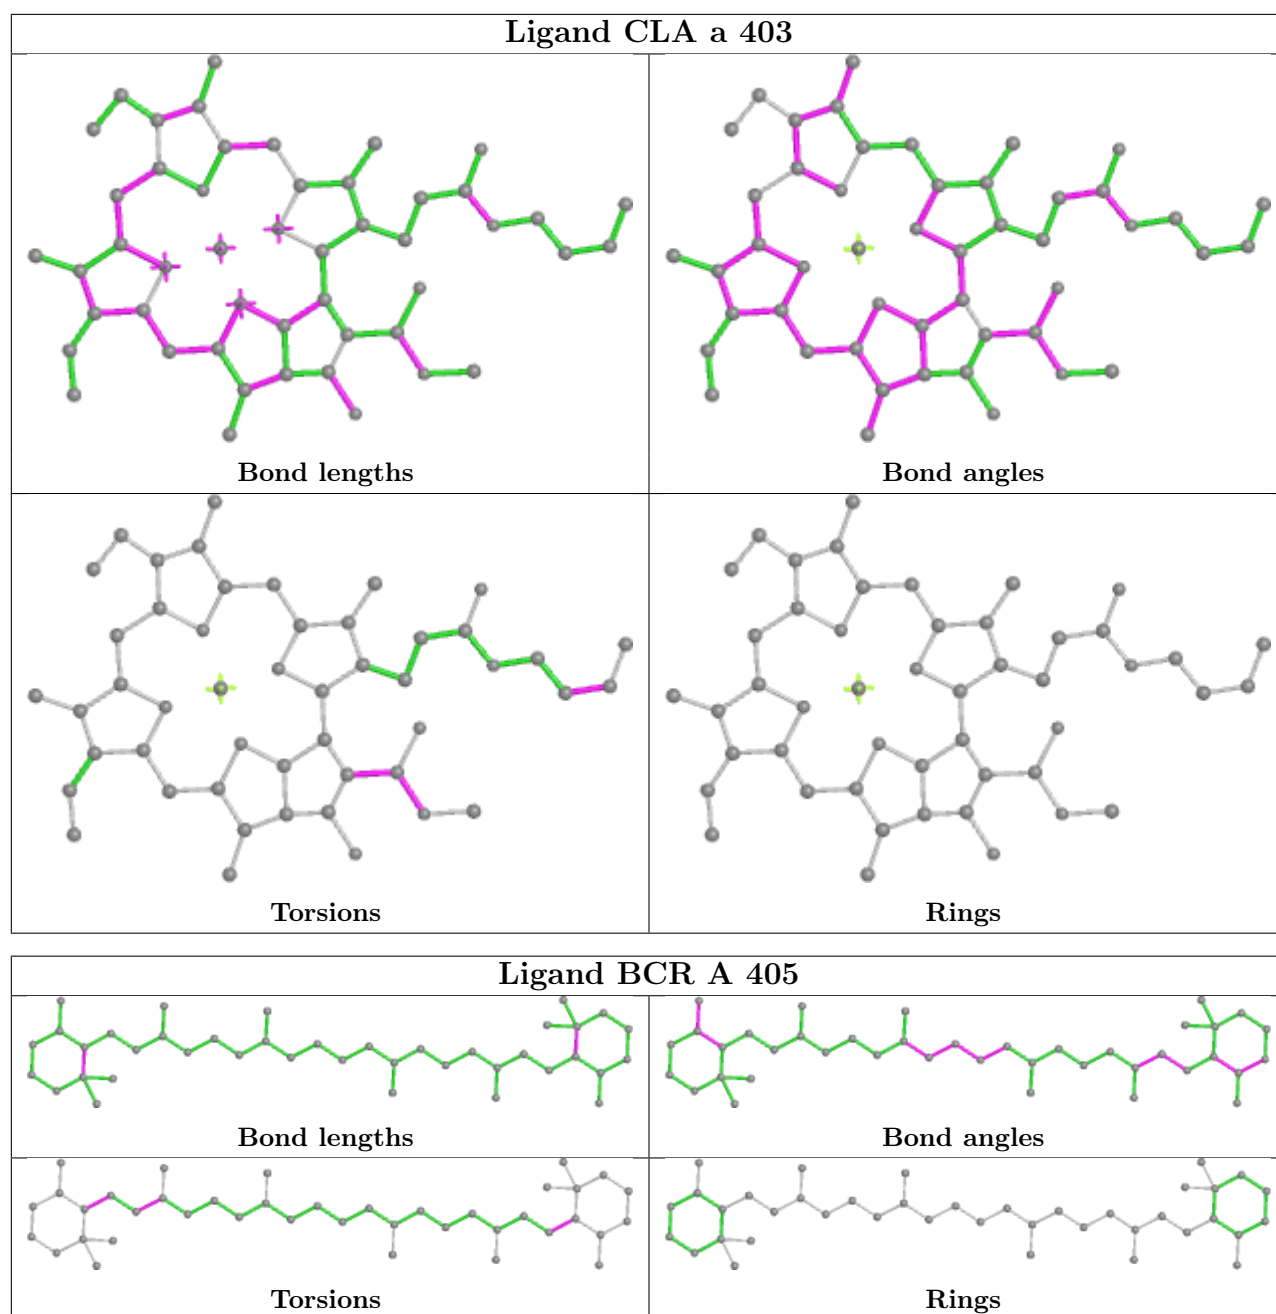 Ligand CLA a 403
Bond lengths
Bond angles
Torsions
Rings
Ligand BCR A 405
Bond lengths
Bond angles
Torsions
Rings